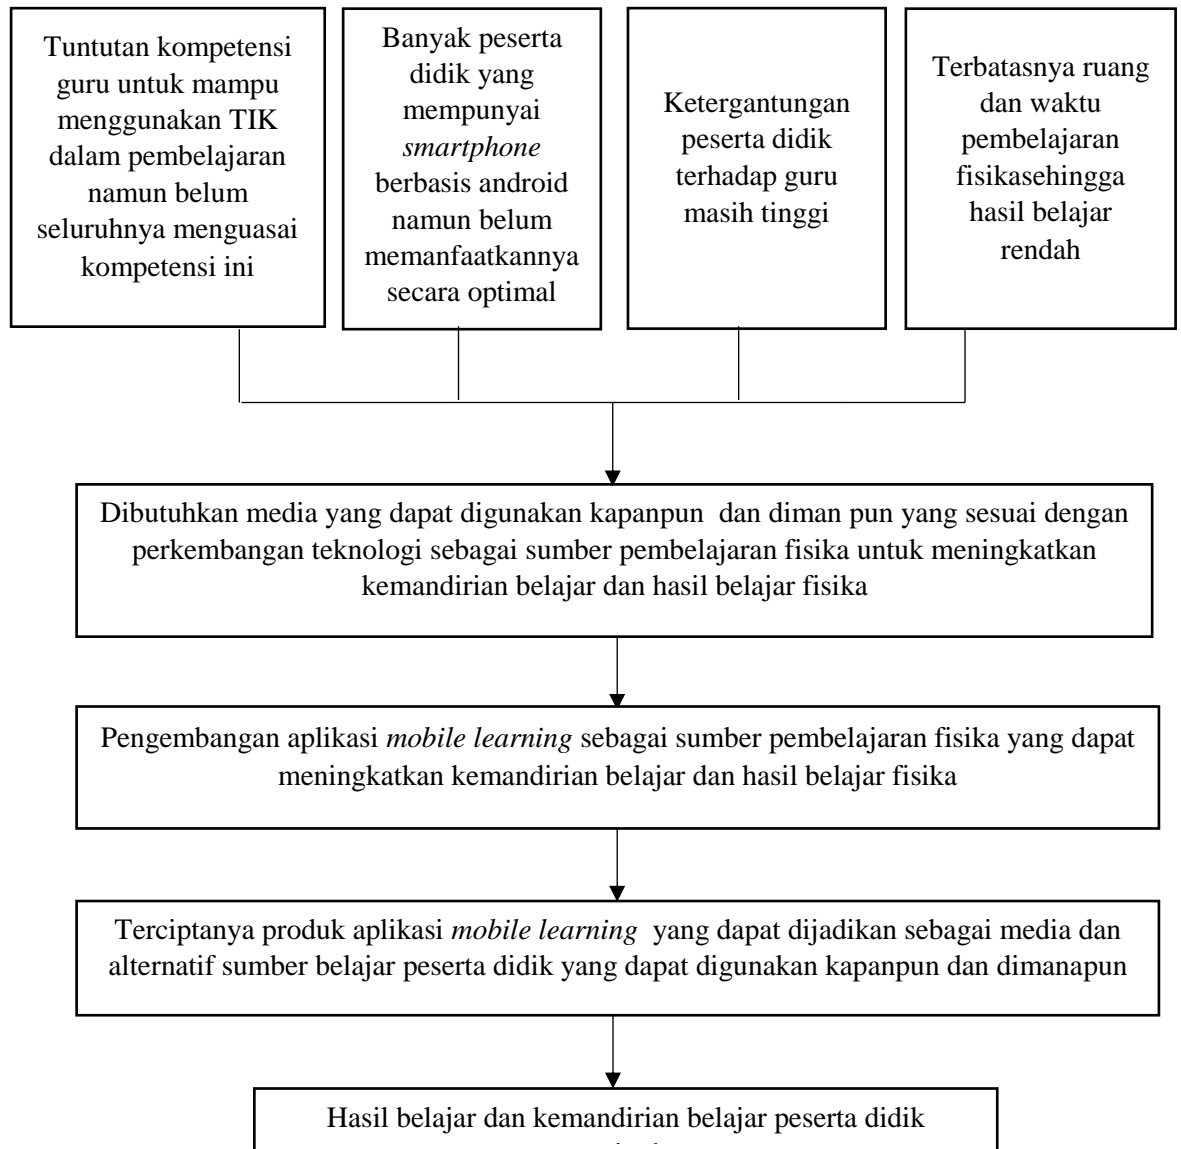 Tuntutan kompetensi
guru untuk mampu
menggunakan TIK
dalam pembelajaran
namun belum
seluruhnya menguasai
kompetensi ini
Banyak peserta
didik yang
mempunyai
smartphone
berbasis android
namun belum
memanfaatkannya
secara optimal
Ketergantungan
peserta didik
terhadap guru
masih tinggi
Terbatasnya ruang
dan waktu
pembelajaran
fisikasehingga
hasil belajar
rendah
Dibutuhkan media yang dapat digunakan kapanpun dan diman pun yang sesuai dengan
perkembangan teknologi sebagai sumber pembelajaran fisika untuk meningkatkan
kemandirian belajar dan hasil belajar fisika
Pengembangan aplikasi mobile learning sebagai sumber pembelajaran fisika yang dapat
meningkatkan kemandirian belajar dan hasil belajar fisika
Terciptanya produk aplikasi mobile learning yang dapat dijadikan sebagai media dan
alternatif sumber belajar peserta didik yang dapat digunakan kapanpun dan dimanapun
Hasil belajar dan kemandirian belajar peserta didik